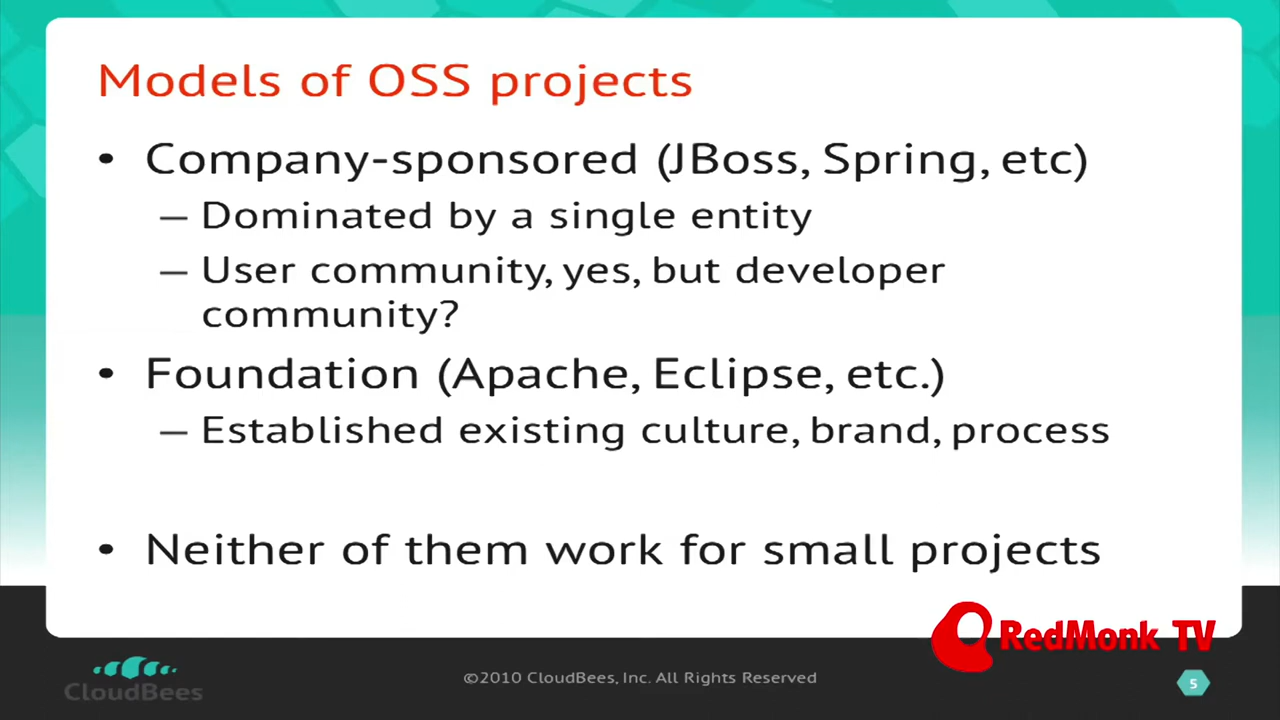 Models of OSS projects
• Company-sponsored (JBoss, Spring, etc)
— Dominated by a single entity
— User community, yes, but developer
community?
• Foundation (Apache, Eclipse, etc.)
— Established existing culture, brand, process
• Neither of them work for small projects
RedMonk TV
CloudBees
©2010 CloudBees, Inc. All Rights Reserved
5